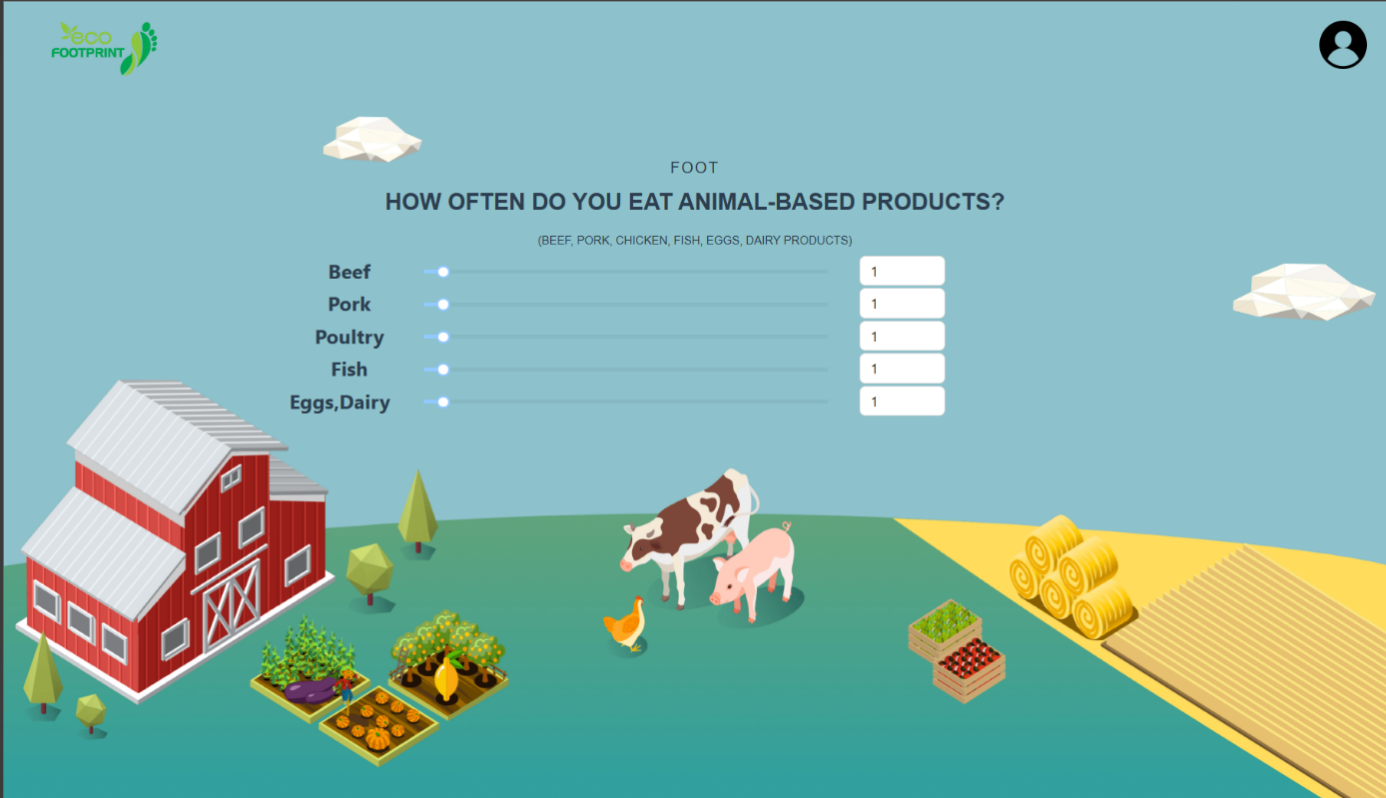 eco
FOOTPRINT
FOOT
HOW OFTEN DO YOU EAT ANIMAL-BASED PRODUCTS?
(BEEF, PORK, CHICKEN, FISH, EGGS, DAIRY PRODUCTS)
Beef 1
Pork 1
Poultry 1
Fish 1
Eggs,Dairy 1